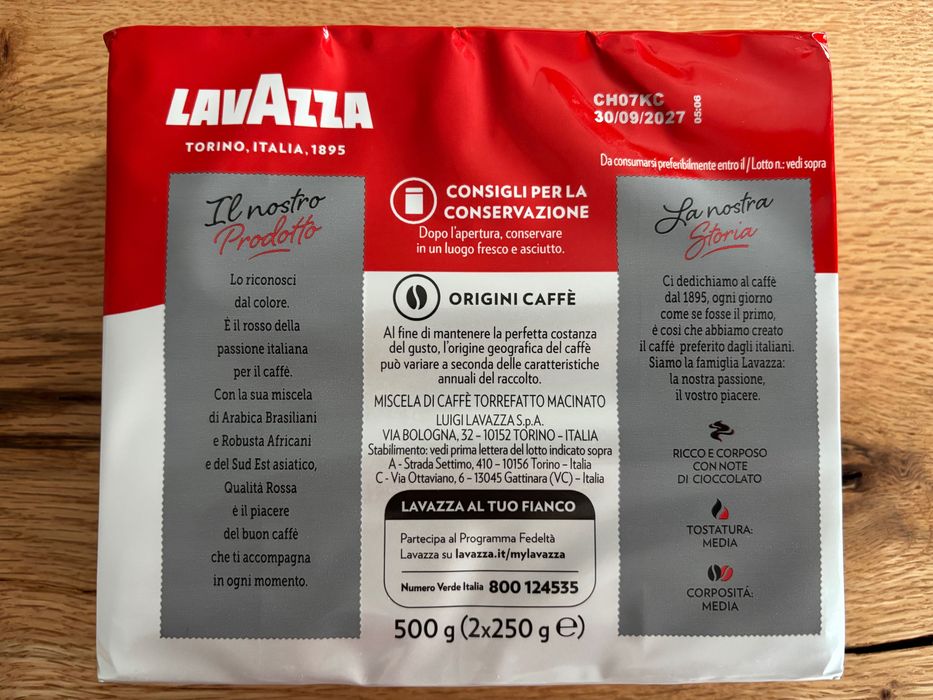 LAVAZZA
TORINO, ITALIA, 1895
CH07KC
30/09/2027
05:06
Da consumarsi preferibilmente entro il / Lotto n.: vedi sopra
Il nostro
Prodotto
Lo riconosci
dal colore.
È il rosso della
passione italiana
per il caffè.
Con la sua miscela
di Arabica Brasiliani
e Robusta Africani
e del Sud Est asiatico,
Qualità Rossa
è il piacere
del buon caffè
che ti accompagna
in ogni momento.
CONSIGLI PER LA
CONSERVAZIONE
Dopo l'apertura, conservare
in un luogo fresco e asciutto.
ORIGINI CAFFÈ
Al fine di mantenere la perfetta costanza
del gusto, l'origine geografica del caffè
può variare a seconda delle caratteristiche
annuali del raccolto.
MISCELA DI CAFFÈ TORREFATTO MACINATO
LUIGI LAVAZZA S.p.A.
VIA BOLOGNA, 32 - 10152 TORINO - ITALIA
Stabilimento: vedi prima lettera del lotto indicato sopra
A - Strada Settimo, 410 - 10156 Torino - Italia
C - Via Ottaviano, 6 - 13045 Gattinara (VC) - Italia
LAVAZZA AL TUO FIANCO
Partecipa al Programma Fedeltà
Lavazza su lavazza.it/mylavazza
Numero Verde Italia 800 124535
500 g (2x250 g ℮)
La nostra
Storia
Ci dedichiamo al caffè
dal 1895, ogni giorno
come se fosse il primo,
è così che abbiamo creato
il caffè preferito dagli italiani.
Siamo la famiglia Lavazza:
la nostra passione,
il vostro piacere.
RICCO E CORPOSO
CON NOTE
DI CIOCCOLATO
TOSTATURA:
MEDIA
CORPOSITÁ:
MEDIA